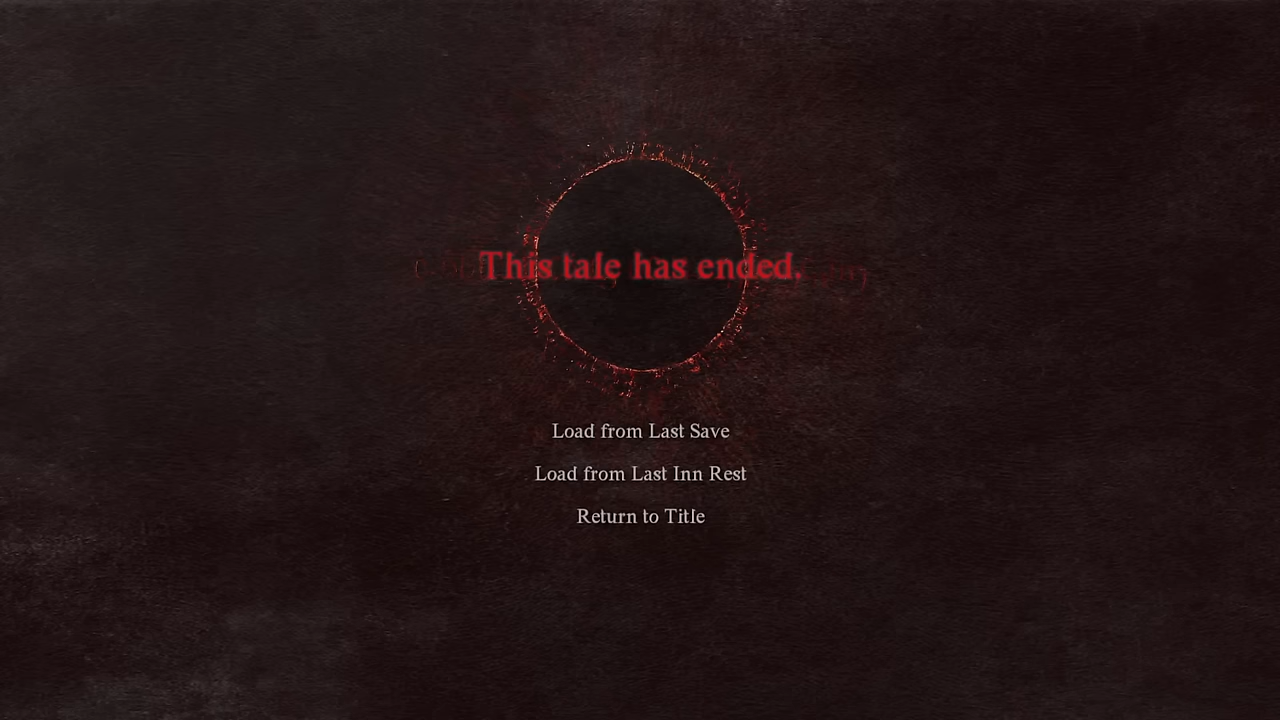 This tale has ended.
Load from Last Save
Load from Last Inn Rest
Return to Title